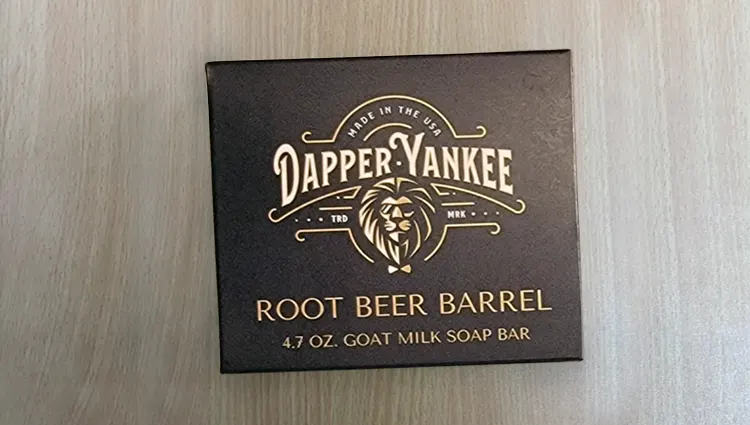 MADE IN THE USA
DAPPER·YANKEE
TRD MRK
ROOT BEER BARREL
4.7 OZ. GOAT MILK SOAP BAR